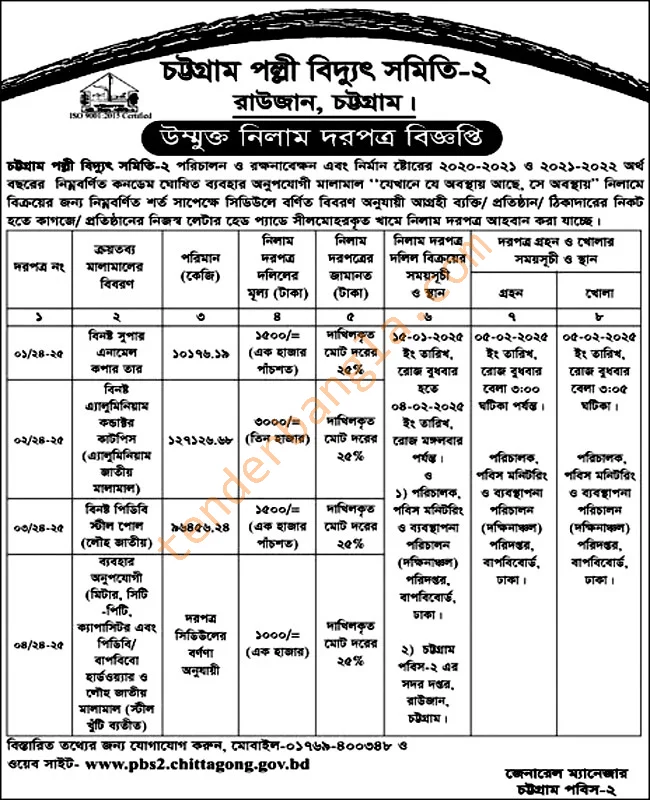 চট্টগ্রাম পল্লী বিদ্যুৎ সমিতি-২
রাউজান, চট্টগ্রাম।
ISO 9001:2015 Certified
উম্মুক্ত নিলাম দরপত্র বিজ্ঞপ্তি
চট্টগ্রাম পল্লী বিদ্যুৎ সমিতি-২ পরিচালন ও রক্ষনাবেক্ষন এবং নির্মান ষ্টোরের ২০২০-২০২১ ও ২০২১-২০২২ অর্থ
বছরের নিম্নবর্ণিত কনডেম ঘোষিত ব্যবহার অনুপযোগী মালামাল "যেখানে যে অবস্থায় আছে, সে অবস্থায়" নিলামে
বিক্রয়ের জন্য নিম্নবর্ণিত শর্ত সাপেক্ষে সিডিউলে বর্ণিত বিবরণ অনুযায়ী আগ্রহী ব্যক্তি/ প্রতিষ্ঠান/ ঠিকাদারের নিকট
হতে কাগজে/ প্রতিষ্ঠানের নিজস্ব লেটার হেড প্যাডে সীলমোহরকৃত খামে নিলাম দরপত্র আহবান করা যাচ্ছে।
দরপত্র নং
ক্রয়তব্য
মালামালের
বিবরণ
পরিমান
(কেজি)
নিলাম
দরপত্র
দলিলের
মূল্য (টাকা)
নিলাম
দরপত্রের
জামানত
(টাকা)
নিলাম দরপত্র
দলিল বিক্রয়ের
সময়সূচী
ও স্থান
দরপত্র গ্রহন ও খোলার
সময়সূচী ও স্থান
গ্রহন
খোলা
১ ২ ৩ ৪ ৫ ৬ ৭ ৮
০১/২৪-২৫
বিনষ্ট সুপার
এনামেল
কপার তার
১০১৭৬.১৯
১৫০০/=
(এক হাজার
পাঁচশত)
দাখিলকৃত
মোট দরের
২৫%
০২/২৪-২৫
বিনষ্ট
এ্যালুমিনিয়াম
কন্ডাক্টর
কাটপিস
(এ্যালুমিনিয়াম
জাতীয়
মালামাল)
১২৭১২৬.৬৮
৩০০০/=
(তিন হাজার)
দাখিলকৃত
মোট দরের
২৫%
০৩/২৪-২৫
বিনষ্ট পিডিবি
স্টীল পোল
(লৌহ জাতীয়)
৯৬৪৫৬.২৪
১৫০০/=
(এক হাজার
পাঁচশত)
দাখিলকৃত
মোট দরের
২৫%
০৪/২৪-২৫
ব্যবহার
অনুপযোগী
(মিটার, সিটি
-পিটি,
ক্যাপাসিটর এবং
পিডিবি/
বাপবিবো
হার্ডওয়্যার ও
লৌহ জাতীয়
মালামাল (স্টীল
খুঁটি ব্যতীত)
দরপত্র
সিডিউলের
বর্ণণা
অনুযায়ী
১০০০/=
(এক হাজার)
দাখিলকৃত
মোট দরের
২৫%
১৫-০১-২০২৫
ইং তারিখ,
রোজ বুধবার
হতে
০৪-০২-২০২৫
ইং তারিখ,
রোজ মঙ্গলবার
পর্যন্ত।
ও
১) পরিচালক,
পবিস মনিটরিং
ও ব্যবস্থাপনা
পরিচালন
(দক্ষিনাঞ্চল)
পরিদপ্তর,
বাপবিবোর্ড,
ঢাকা।
২) চট্টগ্রাম
পবিস-২ এর
সদর দপ্তর,
রাউজান,
চট্টগ্রাম।
০৫-০২-২০২৫
ইং তারিখ,
রোজ বুধবার
বেলা ৩:০০
ঘটিকা পর্যন্ত।
পরিচালক,
পবিস মনিটরিং
ও ব্যবস্থাপনা
পরিচালন
(দক্ষিনাঞ্চল)
পরিদপ্তর,
বাপবিবোর্ড,
ঢাকা।
০৫-০২-২০২৫
ইং তারিখ,
রোজ বুধবার
বেলা ৩:০৫
ঘটিকা।
পরিচালক,
পবিস মনিটরিং
ও ব্যবস্থাপনা
পরিচালন
(দক্ষিনাঞ্চল)
পরিদপ্তর,
বাপবিবোর্ড,
ঢাকা।
tenderbangla.com
বিস্তারিত তথ্যের জন্য যোগাযোগ করুন, মোবাইল-০১৭৬৯-৪০০৩৪৮ ও
ওয়েব সাইট- www.pbs2.chittagong.gov.bd
জেনারেল ম্যানেজার
চট্টগ্রাম পবিস-২